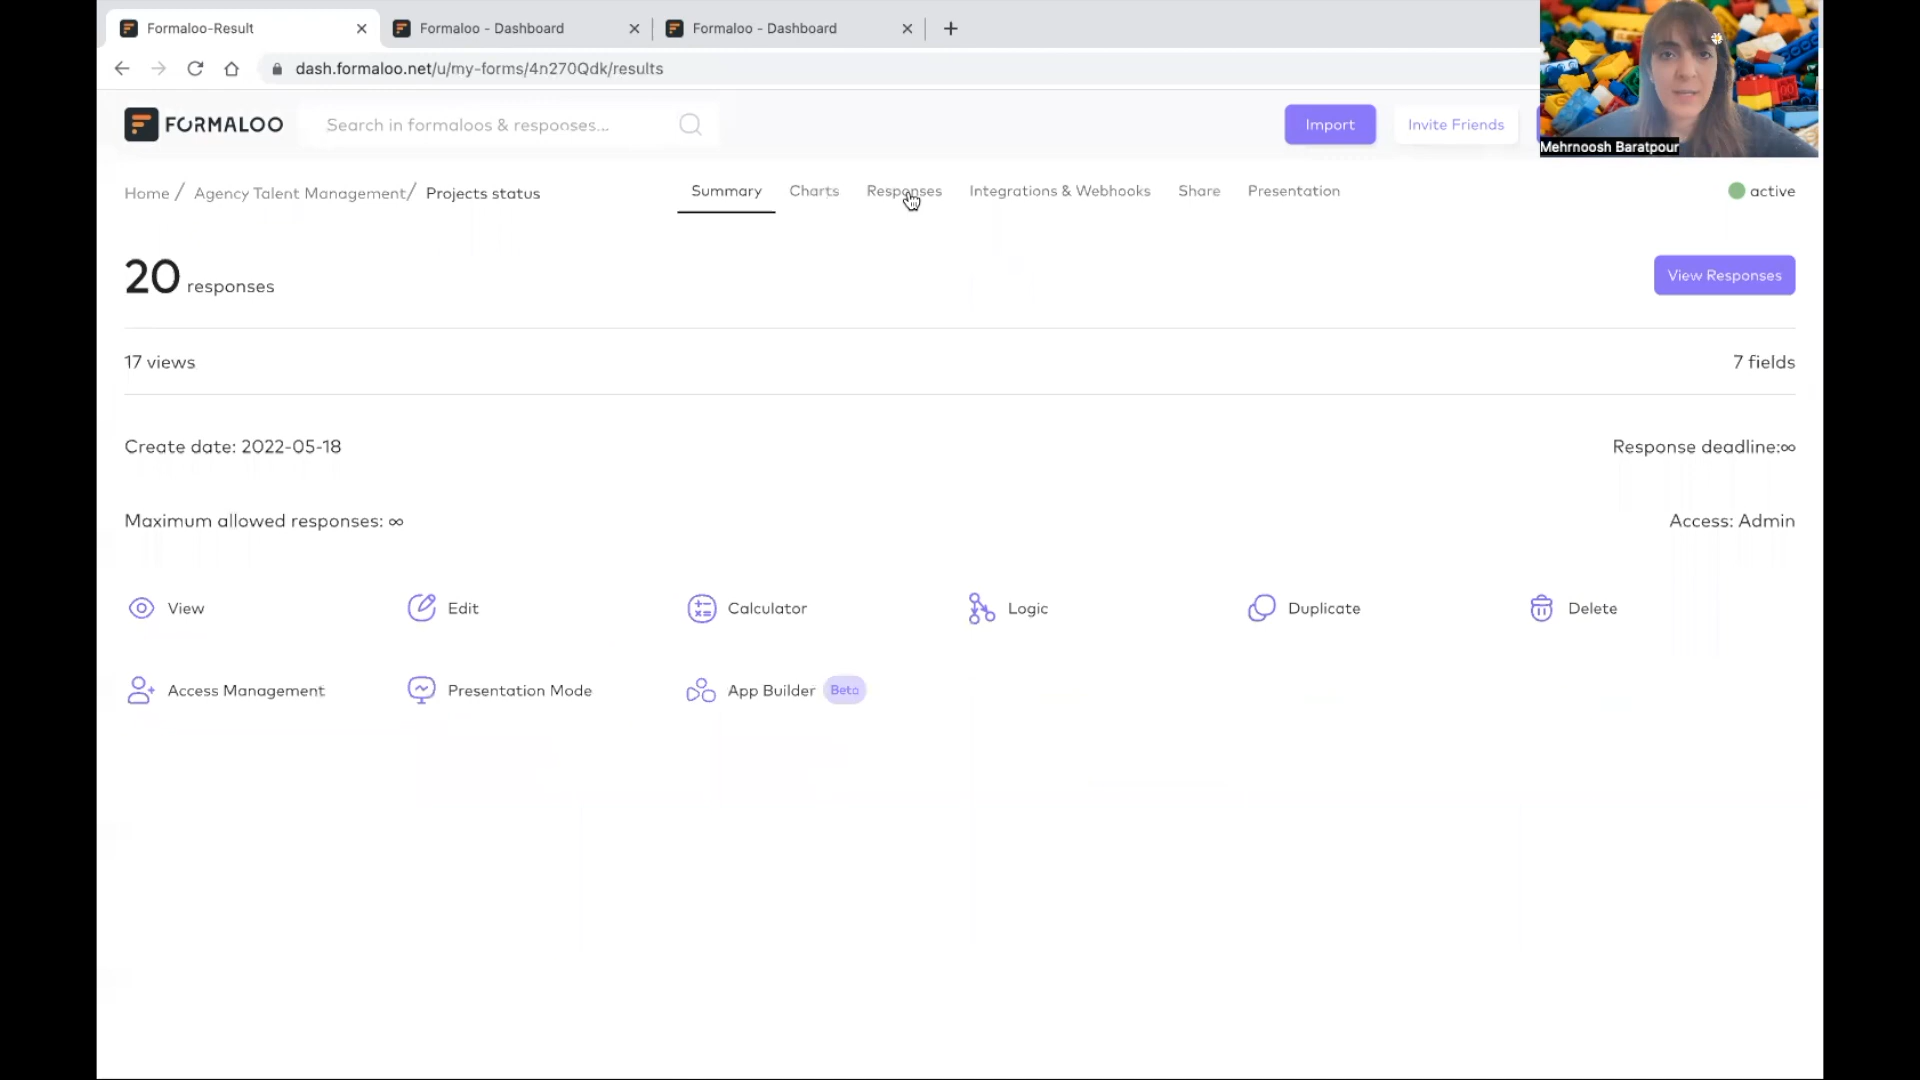 Formaloo-Result
Formaloo - Dashboard
Formaloo - Dashboard
dash.formaloo.net/u/my-forms/4n270Qdk/results
FORMALOO
Search in formaloos & responses...
Import
Invite Friends
Mehrnoosh Baratpour
Home / Agency Talent Management/ Projects status
Summary
Charts
Responses
Integrations & Webhooks
Share
Presentation
active
20 responses
View Responses
17 views
7 fields
Create date: 2022-05-18
Response deadline:∞
Maximum allowed responses: ∞
Access: Admin
View
Edit
Calculator
Logic
Duplicate
Delete
Access Management
Presentation Mode
App Builder Beta